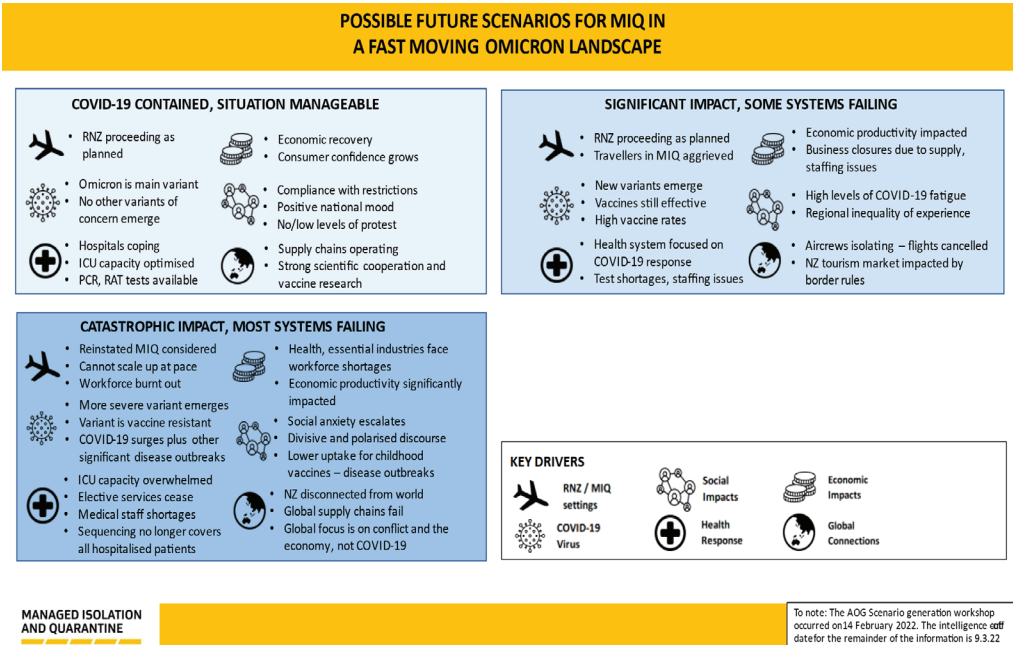 POSSIBLE FUTURE SCENARIOS FOR MIQ IN
A FAST MOVING OMICRON LANDSCAPE
COVID-19 CONTAINED, SITUATION MANAGEABLE
• RNZ proceeding as
planned
• Economic recovery
• Consumer confidence grows
• Omicron is main variant
• No other variants of
concern emerge
• Compliance with restrictions
• Positive national mood
• No/low levels of protest
• Hospitals coping
• ICU capacity optimised
• PCR, RAT tests available
• Supply chains operating
• Strong scientific cooperation and
vaccine research
SIGNIFICANT IMPACT, SOME SYSTEMS FAILING
• RNZ proceeding as planned
• Travellers in MIQ aggrieved
• Economic productivity impacted
• Business closures due to supply,
staffing issues
• New variants emerge
• Vaccines still effective
• High vaccine rates
• High levels of COVID-19 fatigue
• Regional inequality of experience
• Health system focused on
COVID-19 response
• Test shortages, staffing issues
• Aircrews isolating – flights cancelled
• NZ tourism market impacted by
border rules
CATASTROPHIC IMPACT, MOST SYSTEMS FAILING
• Reinstated MIQ considered
• Cannot scale up at pace
• Workforce burnt out
• Health, essential industries face
workforce shortages
• Economic productivity significantly
impacted
• More severe variant emerges
• Variant is vaccine resistant
• COVID-19 surges plus other
significant disease outbreaks
• Social anxiety escalates
• Divisive and polarised discourse
• Lower uptake for childhood
vaccines – disease outbreaks
• ICU capacity overwhelmed
• Elective services cease
• Medical staff shortages
• Sequencing no longer covers
all hospitalised patients
• NZ disconnected from world
• Global supply chains fail
• Global focus is on conflict and the
economy, not COVID-19
KEY DRIVERS
RNZ / MIQ
settings
Social
Impacts
Economic
Impacts
COVID-19
Virus
Health
Response
Global
Connections
MANAGED ISOLATION
AND QUARANTINE
To note: The AOG Scenario generation workshop
occurred on 14 February 2022. The intelligence
date for the remainder of the information is 9.3.22